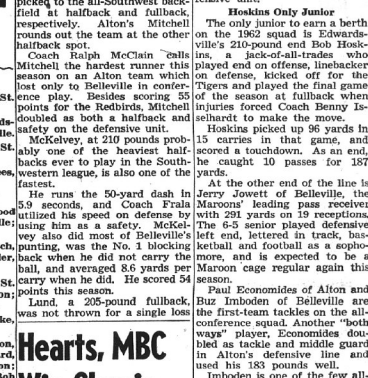 picked to the all-Southwest back-
field at halfback and fullback,
respectively. Alton's Mitchell
rounds out the team at the other
halfback spot.
Coach Ralph McClain calls
Mitchell the hardest runner this
season on an Alton team which
lost only to Belleville in confer-
ence play. Besides scoring 55
points for the Redbirds, Mitchell
doubled as both a halfback and
safety on the defensive unit.
McKelvey, at 210 pounds prob-
ably one of the heaviest half-
backs ever to play in the South-
western league, is also one of the
fastest.
He runs the 50-yard dash in
5.9 seconds, and Coach Frala
utilized his speed on defense by
using him as a safety. McKel-
vey also did most of Belleville's
punting, was the No. 1 blocking
back when he did not carry the
ball, and averaged 8.6 yards per
carry when he did. He scored 54
points this season.
Lund, a 205-pound fullback,
was not thrown for a single loss
Hearts, MBC
Hoskins Only Junior
The only junior to earn a berth
on the 1962 squad is Edwards-
ville's 210-pound end Bob Hosk-
ins, a jack-of-all-trades who
played end on offense, linebacker
on defense, kicked off for the
Tigers and played the final game
of the season at fullback when
injuries forced Coach Benny Is-
selhardt to make the move.
Hoskins picked up 96 yards in
15 carries in that game, and
scored a touchdown. As an end,
he caught 10 passes for 187
yards.
At the other end of the line is
Jerry Jowett of Belleville, the
Maroons' leading pass receiver
with 291 yards on 19 receptions.
The 6-5 senior played defensive
left end, lettered in track, bas-
ketball and football as a sopho-
more, and is expected to be a
Maroon cage regular again this
season.
Paul Economides of Alton and
Buz Imboden of Belleville are
the first-team tackles on the all-
conference squad. Another "both
ways" player, Economides dou-
bled as tackle and middle guard
in Alton's defensive line and
used his 183 pounds well.
Imboden is one of the few all-